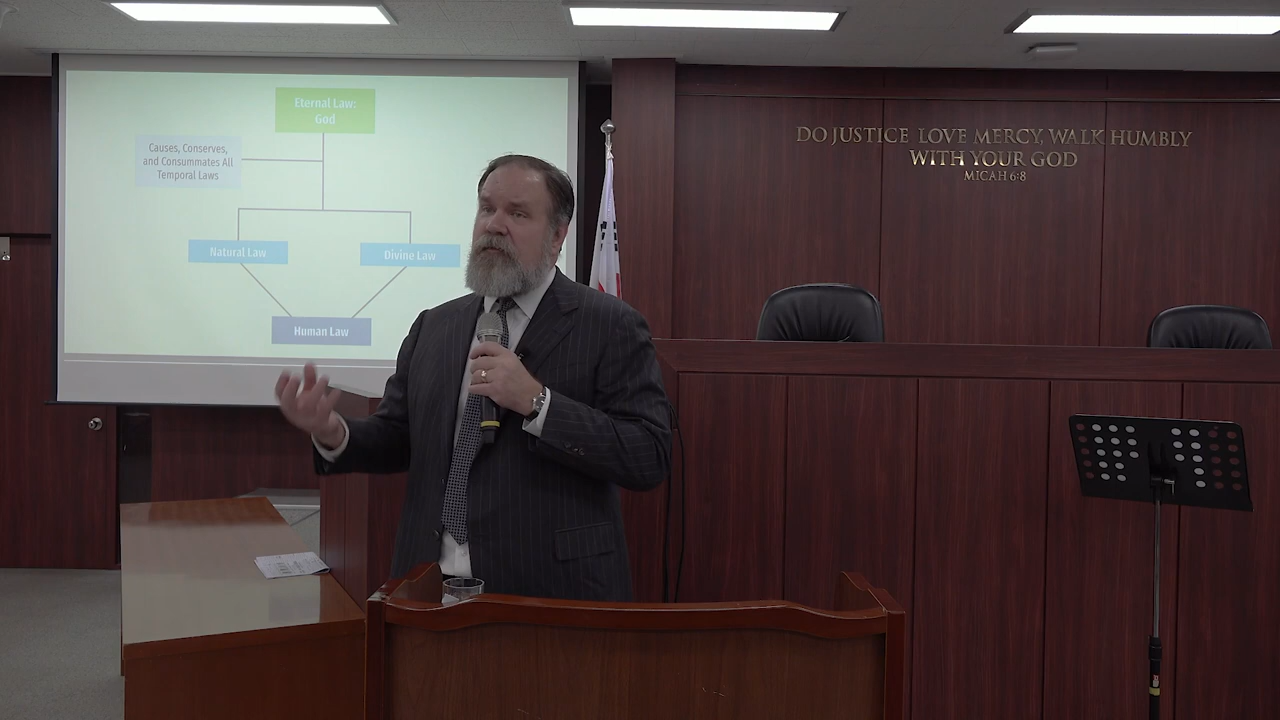 Eternal Law:
God
Causes, Conserves,
and Consummates All
Temporal Laws
Natural Law
Divine Law
Human Law
DO JUSTICE LOVE MERCY, WALK HUMBLY
WITH YOUR GOD
MICAH 6:8